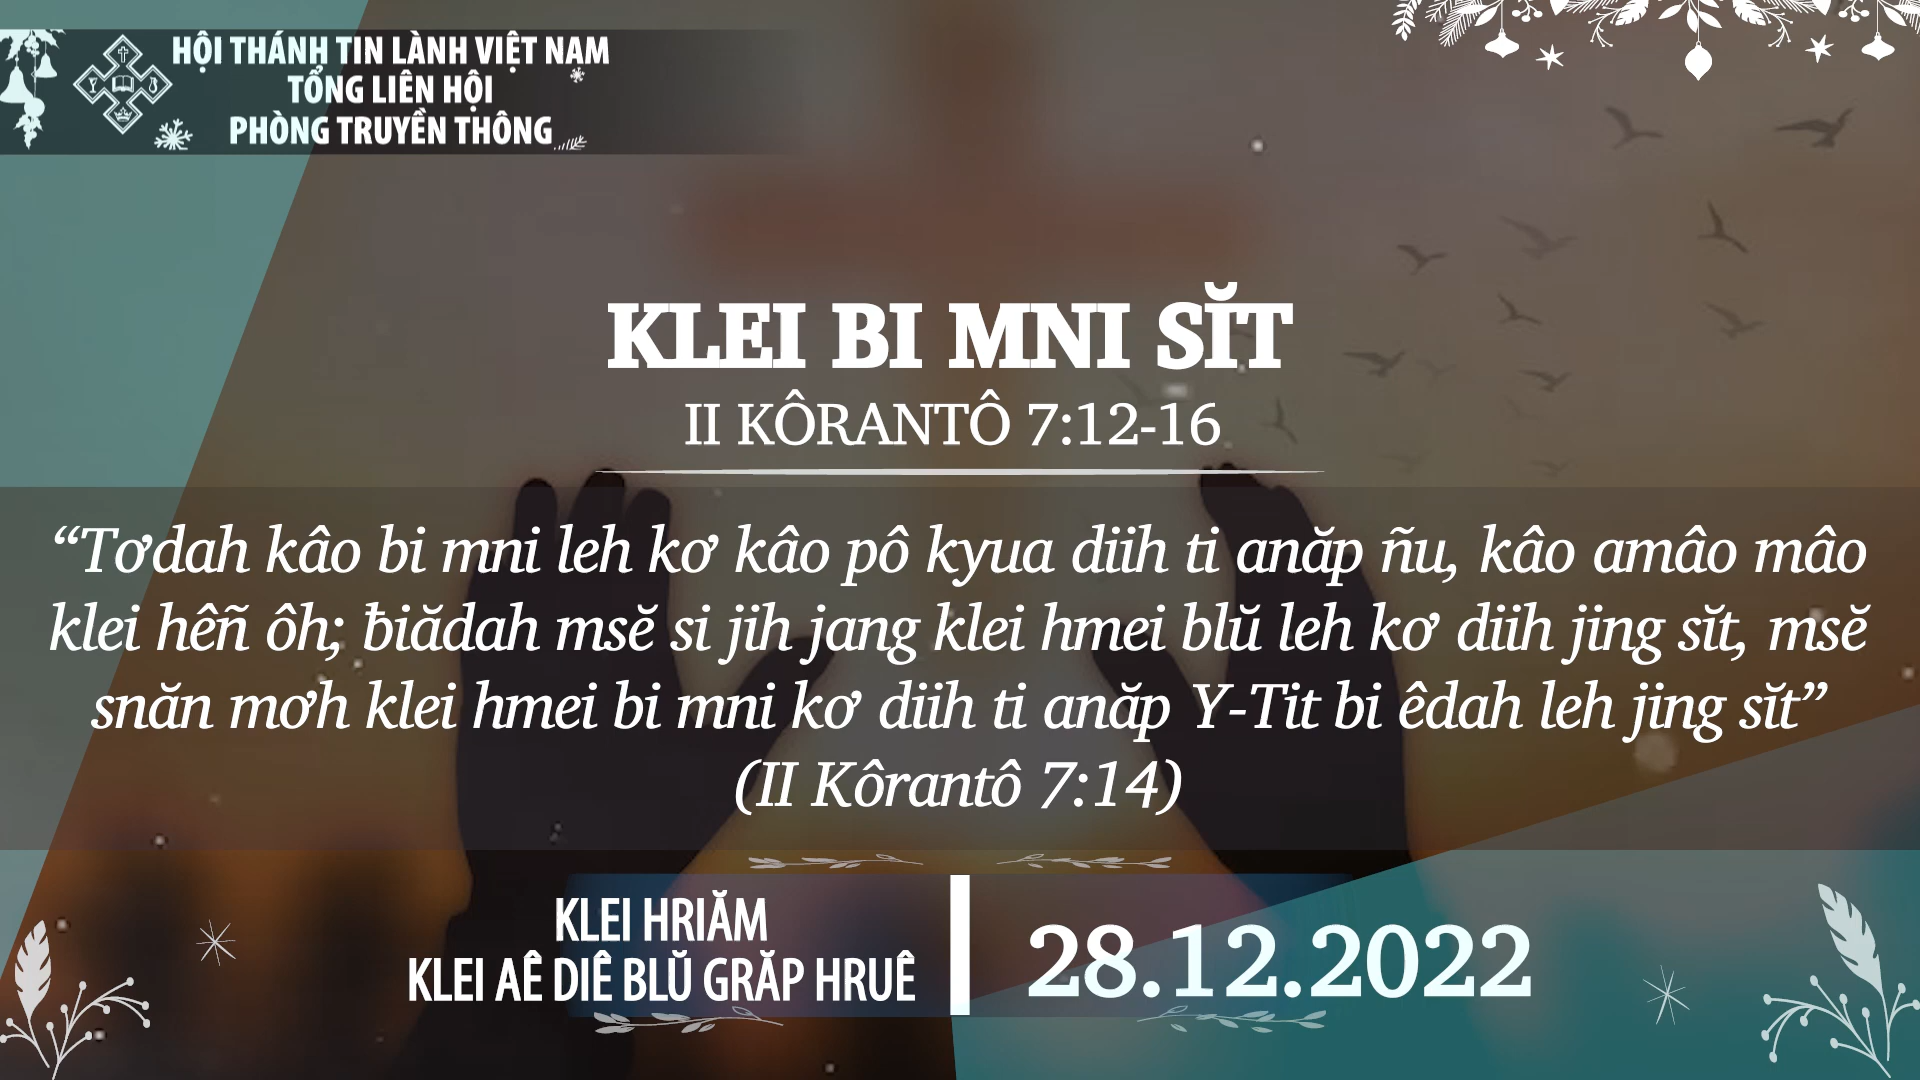 HỘI THÁNH TIN LÀNH VIỆT NAM
TỔNG LIÊN HỘI
PHÒNG TRUYỀN THÔNG
KLEI BI MNI SĬT
II KÔRANTÔ 7:12-16
“Tơdah kâo bi mni leh kơ kâo pô kyua diih ti anăp ñu, kâo amâo mâo
klei hêñ ôh; ƀiădah msĕ si jih jang klei hmei blŭ leh kơ diih jing sĭt, msĕ
snăn mơh klei hmei bi mni kơ diih ti anăp Y-Tit bi êdah leh jing sĭt”
(II Kôrantô 7:14)
KLEI HRIĂM
KLEI AÊ DIÊ BLŬ GRĂP HRUÊ
28.12.2022